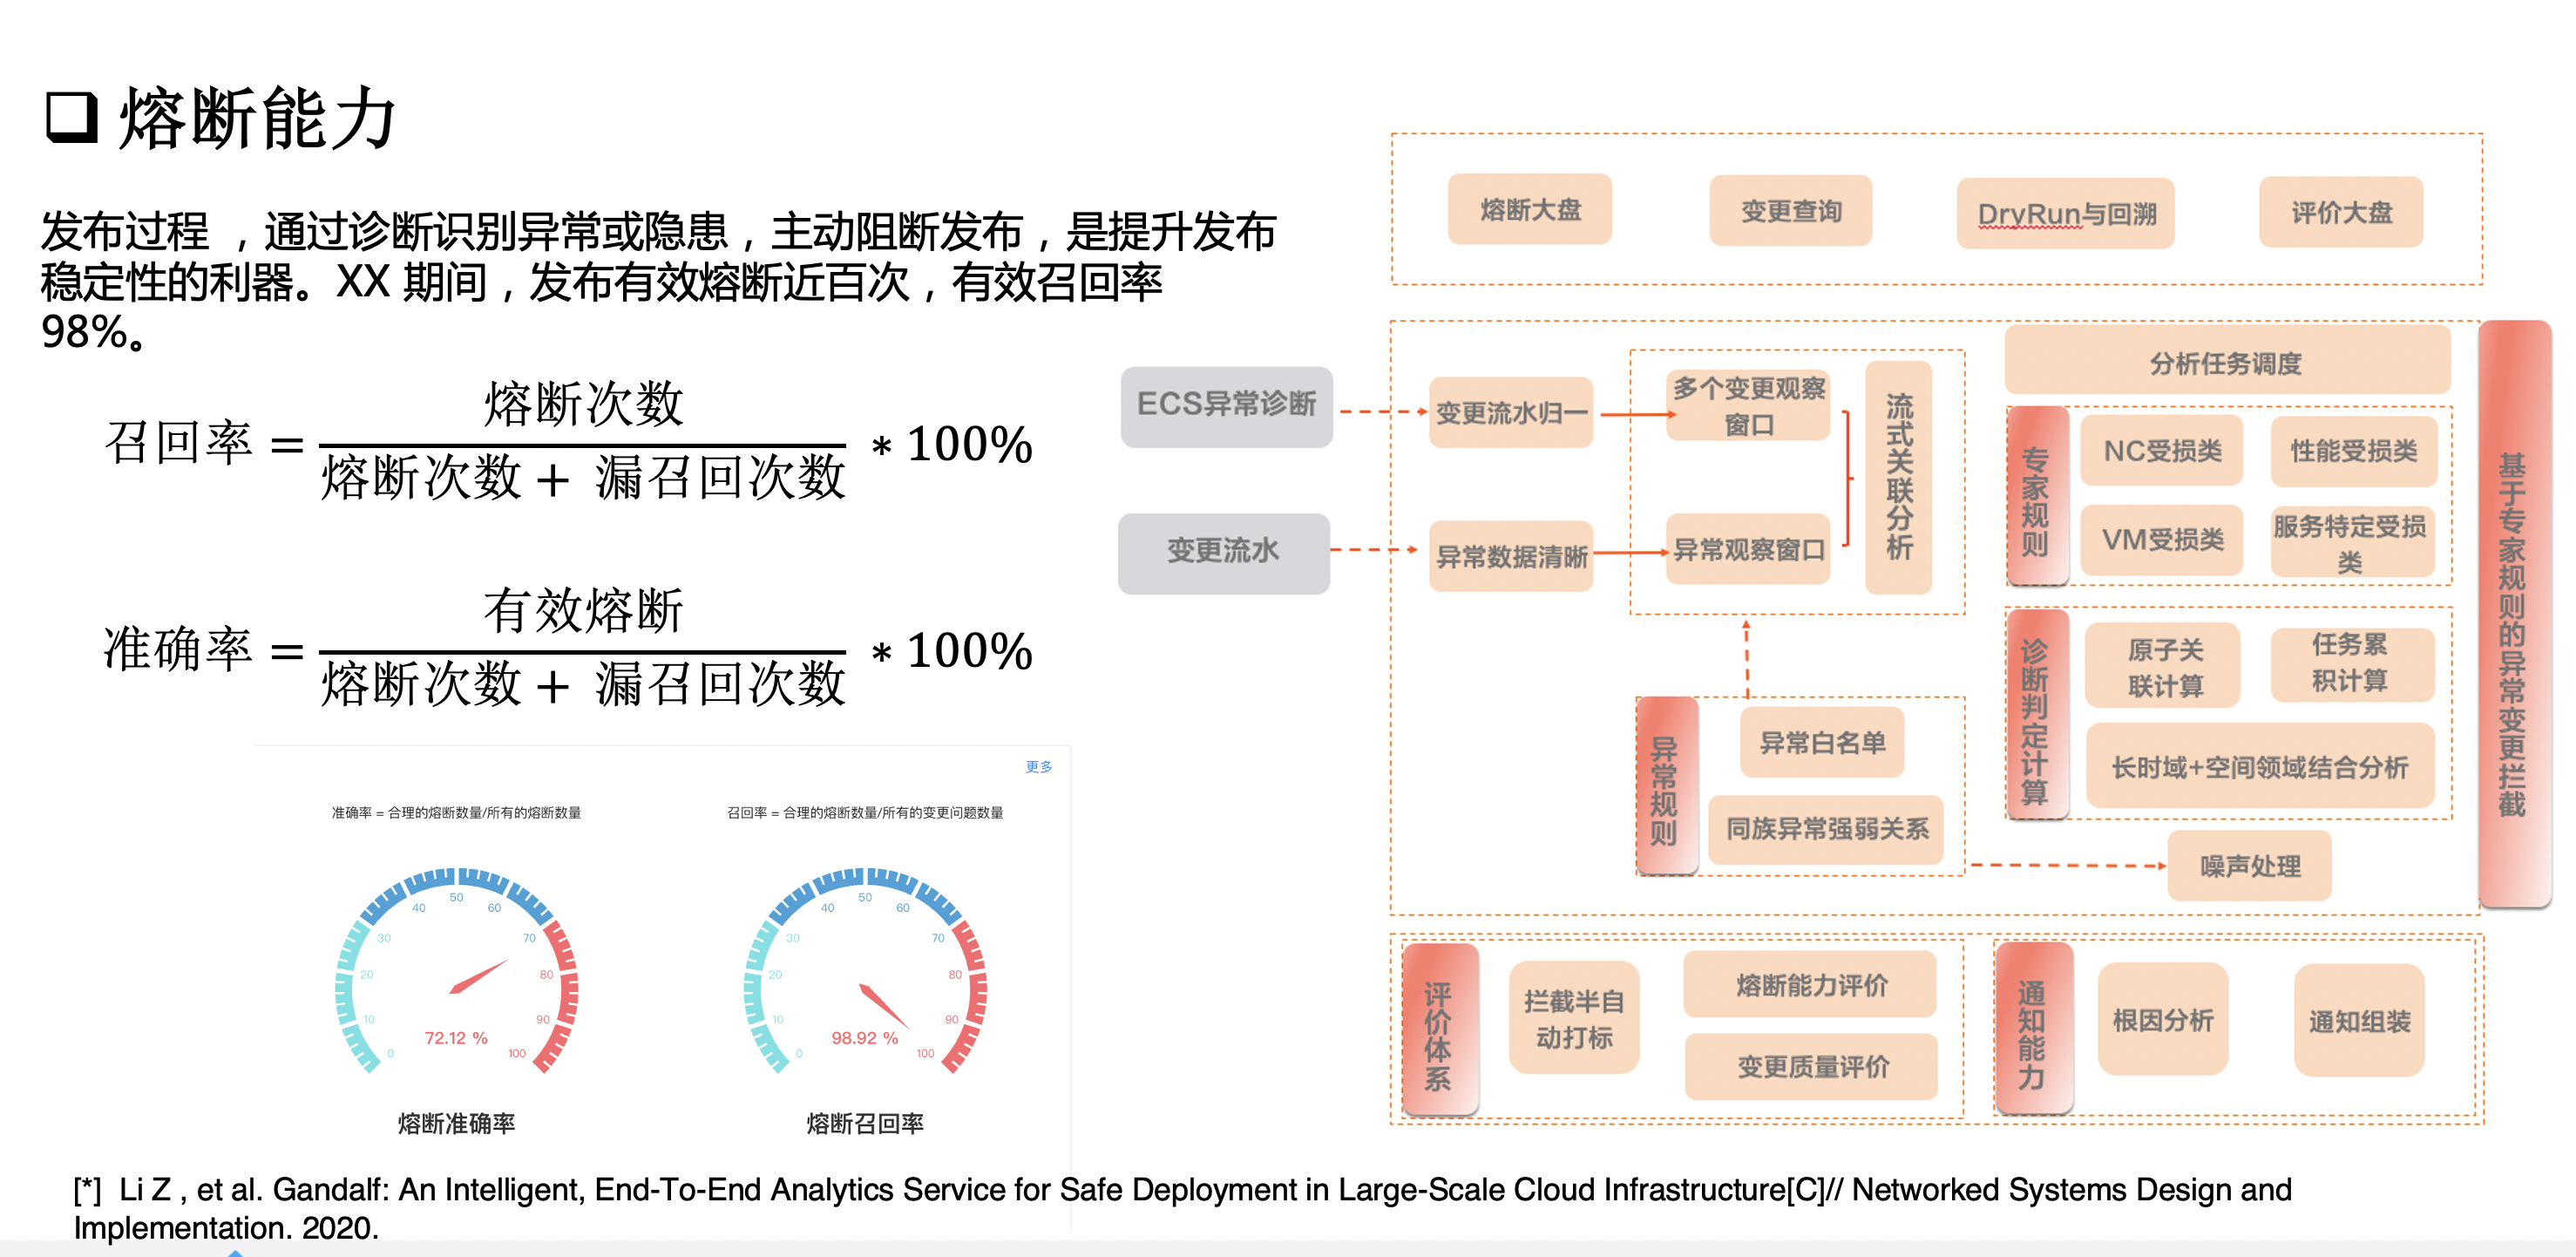 ❑ 熔断能力
发布过程 ，通过诊断识别异常或隐患，主动阻断发布，是提升发布
稳定性的利器。XX 期间，发布有效熔断近百次，有效召回率
98%。
召回率 = 熔断次数 / 熔断次数 + 漏召回次数 * 100%
准确率 = 有效熔断 / 熔断次数 + 漏召回次数 * 100%
更多
准确率 = 合理的熔断数量/所有的熔断数量
0
10
20
30
40
50
60
70
80
90
100
72.12 %
熔断准确率
召回率 = 合理的熔断数量/所有的变更问题数量
0
10
20
30
40
50
60
70
80
90
100
98.92 %
熔断召回率
熔断大盘
变更查询
DryRun与回溯
评价大盘
ECS异常诊断
变更流水
变更流水归一
异常数据清晰
多个变更观察
窗口
异常观察窗口
流式关联分析
异常规则
异常白名单
同族异常强弱关系
分析任务调度
专家规则
NC受损类
性能受损类
VM受损类
服务特定受损
类
诊断判定计算
原子关
联计算
任务累
积计算
长时域+空间领域结合分析
噪声处理
基于专家规则的异常变更拦截
评价体系
拦截半自
动打标
熔断能力评价
变更质量评价
通知能力
根因分析
通知组装
[*] Li Z , et al. Gandalf: An Intelligent, End-To-End Analytics Service for Safe Deployment in Large-Scale Cloud Infrastructure[C]// Networked Systems Design and
Implementation. 2020.